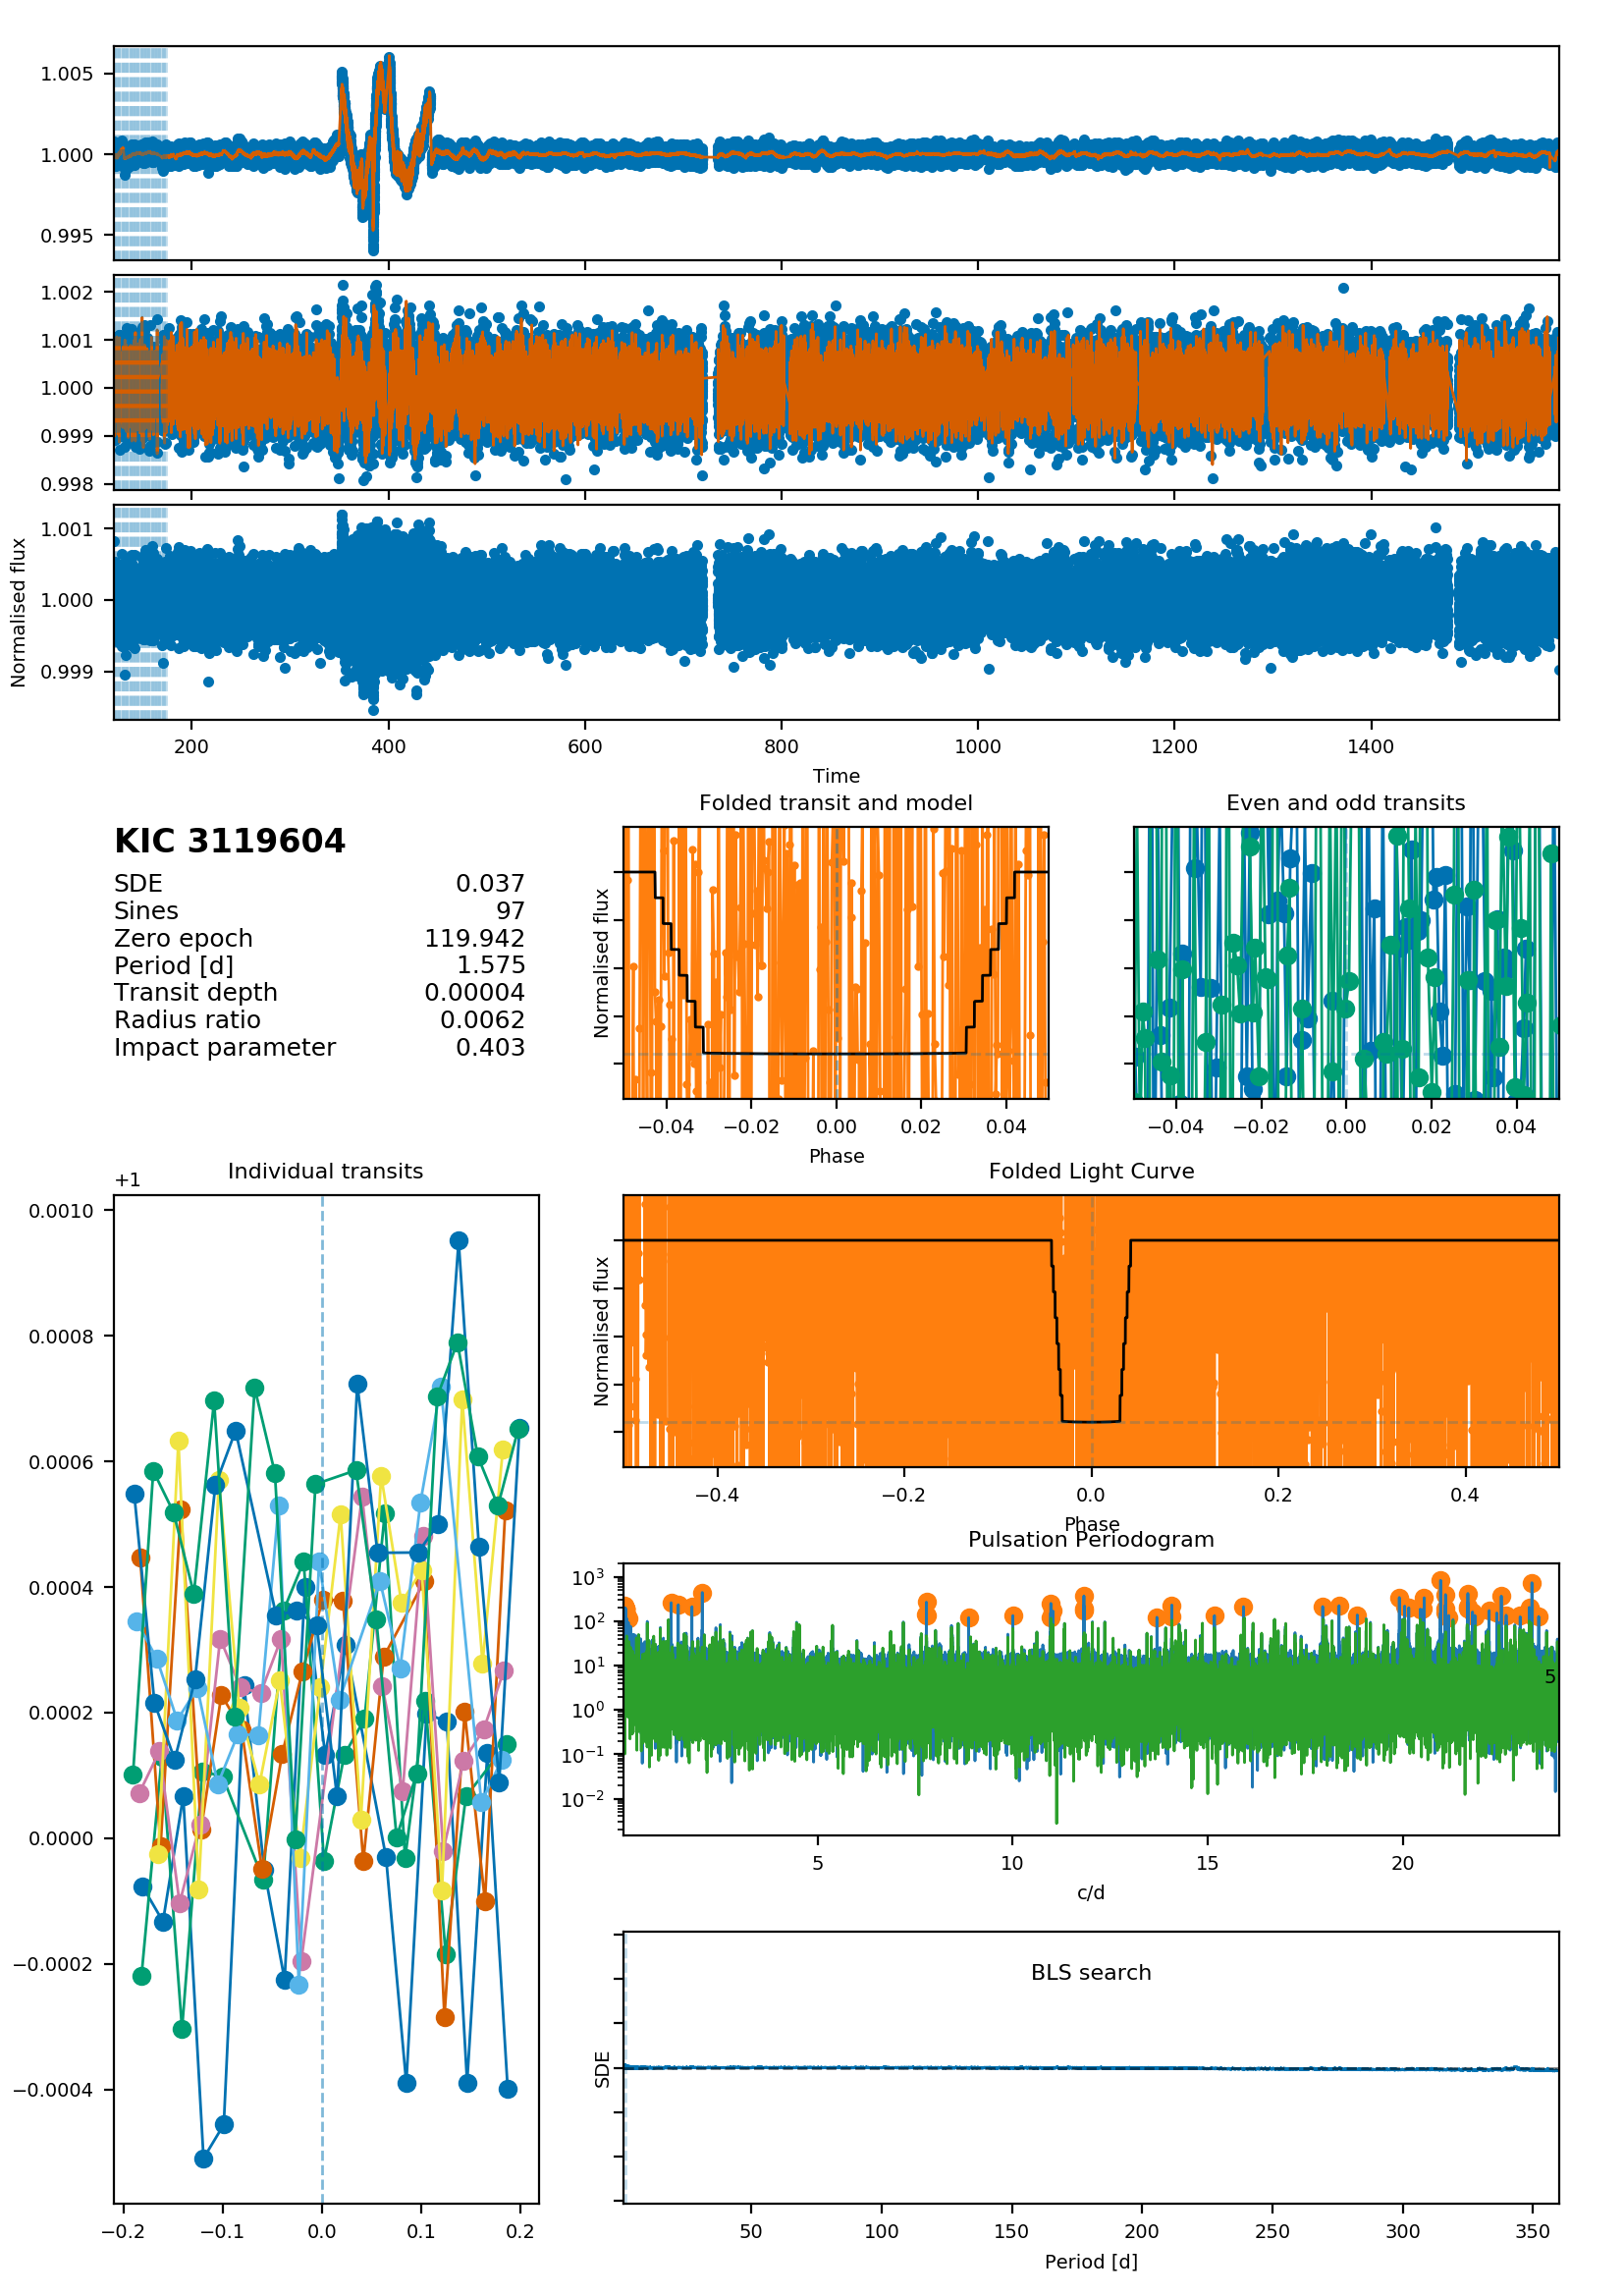 1.005
1.000
0.995
1.002
1.001
1.000
0.999
0.998
1.001
1.000
0.999
Normalised flux
200 400 600 800 1000 1200 1400
Time
KIC 3119604
SDE 0.037
Sines 97
Zero epoch 119.942
Period [d] 1.575
Transit depth 0.00004
Radius ratio 0.0062
Impact parameter 0.403
Folded transit and model
Normalised flux
−0.04 −0.02 0.00 0.02 0.04
Phase
Even and odd transits
−0.04 −0.02 0.00 0.02 0.04
Individual transits
+1
0.0010
0.0008
0.0006
0.0004
0.0002
0.0000
−0.0002
−0.0004
−0.2 −0.1 0.0 0.1 0.2
Folded Light Curve
Normalised flux
−0.4 −0.2 0.0 0.2 0.4
Phase
Pulsation Periodogram
10³
10²
10¹
10⁰
10⁻¹
10⁻²
5
5 10 15 20
c/d
BLS search
SDE
50 100 150 200 250 300 350
Period [d]